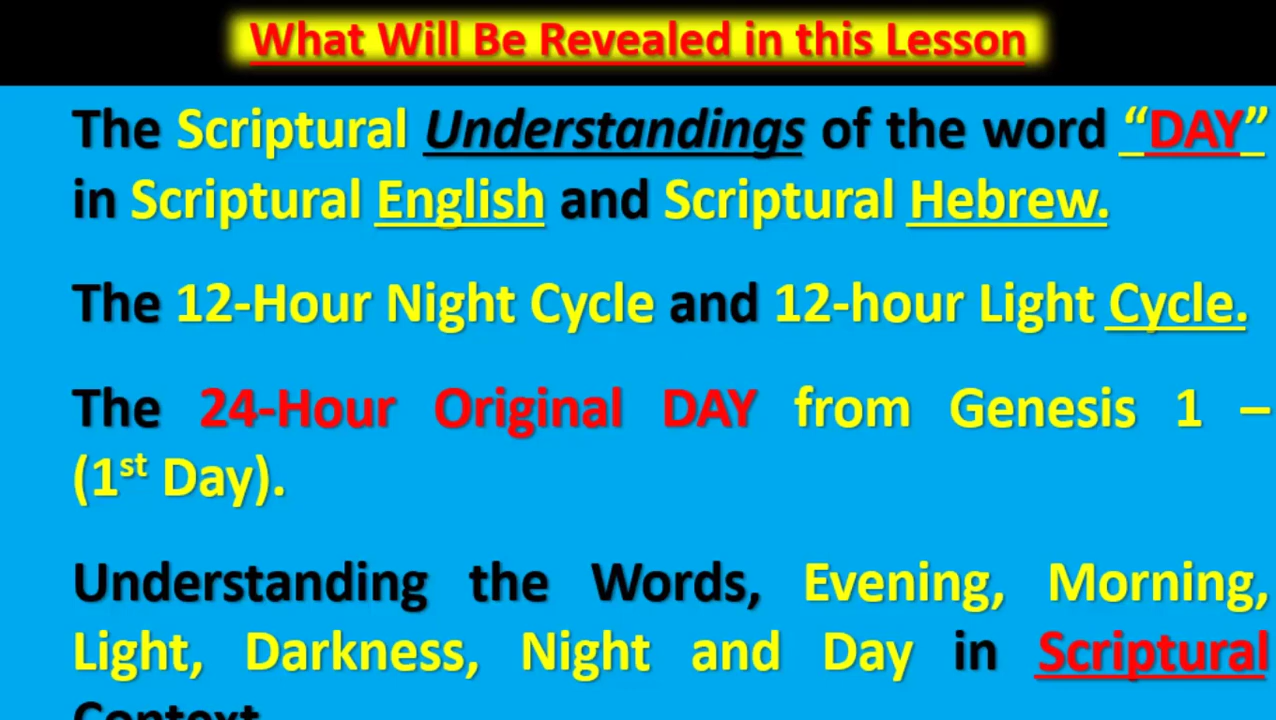 What Will Be Revealed in this Lesson
The Scriptural Understandings of the word “DAY”
in Scriptural English and Scriptural Hebrew.
The 12-Hour Night Cycle and 12-hour Light Cycle.
The 24-Hour Original DAY from Genesis 1 –
(1st Day).
Understanding the Words, Evening, Morning,
Light, Darkness, Night and Day in Scriptural
Context